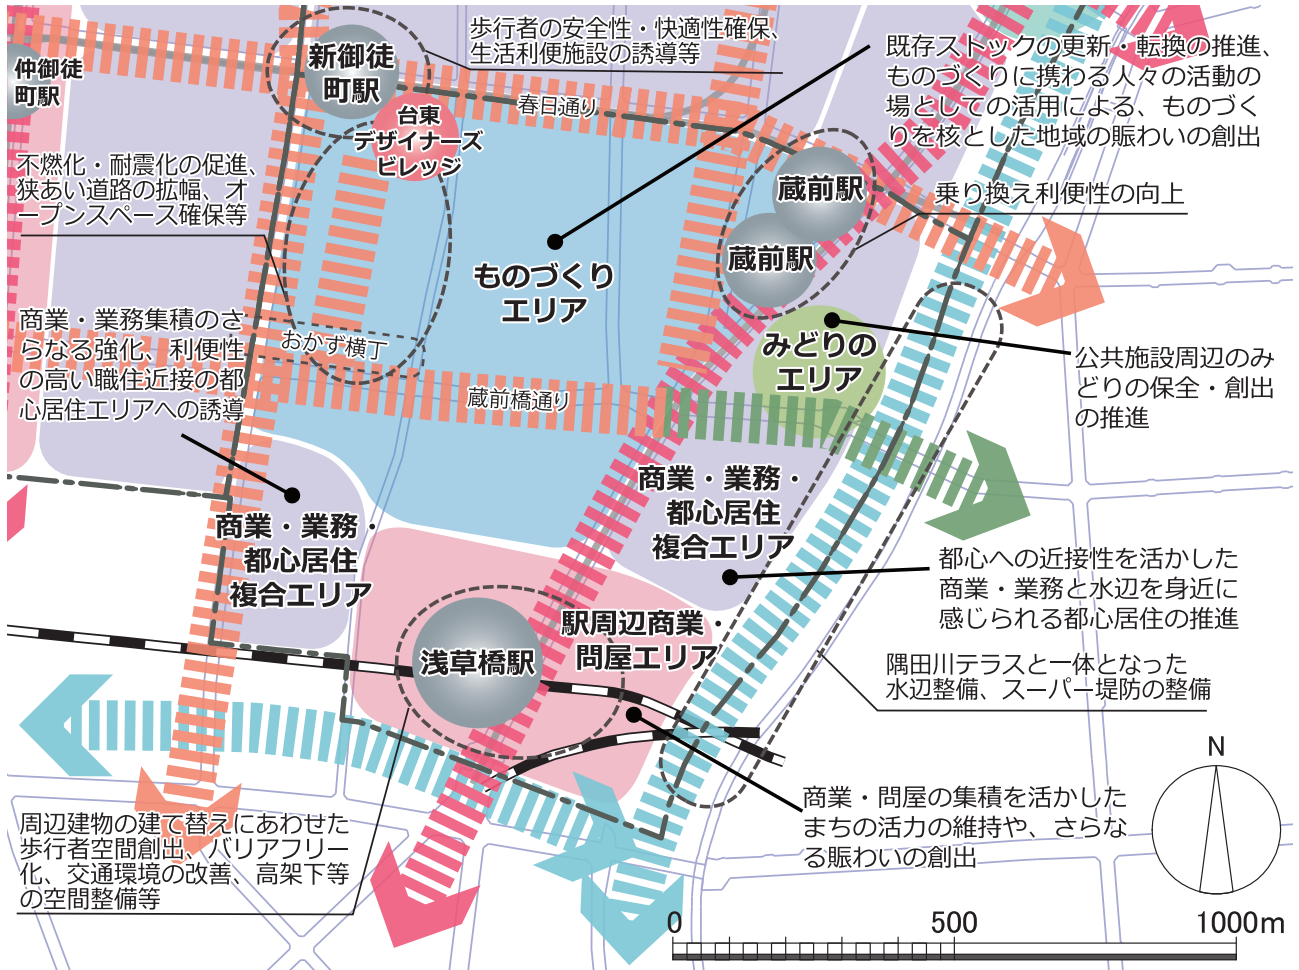 歩行者の安全性・快適性確保、
生活利便施設の誘導等
既存ストックの更新・転換の推進、
ものづくりに携わる人々の活動の
場としての活用による、ものづく
りを核とした地域の賑わいの創出
仲御徒
町駅
新御徒
町駅
台東
デザイナーズ
ビレッジ
春日通り
不燃化・耐震化の促進、
狭あい道路の拡幅、オ
ープンスペース確保等
蔵前駅
蔵前駅
乗り換え利便性の向上
ものづくり
エリア
商業・業務集積のさ
らなる強化、利便性
の高い職住近接の都
心居住エリアへの誘導
おかず横丁
蔵前橋通り
みどりの
エリア
公共施設周辺のみ
どりの保全・創出
の推進
商業・業務・
都心居住
複合エリア
商業・業務・
都心居住
複合エリア
都心への近接性を活かした
商業・業務と水辺を身近に
感じられる都心居住の推進
駅周辺商業・
問屋エリア
浅草橋駅
隅田川テラスと一体となった
水辺整備、スーパー堤防の整備
商業・問屋の集積を活かした
まちの活力の維持や、さらな
る賑わいの創出
周辺建物の建て替えにあわせた
歩行者空間創出、バリアフリー
化、交通環境の改善、高架下等
の空間整備等
N
0 500 1000m